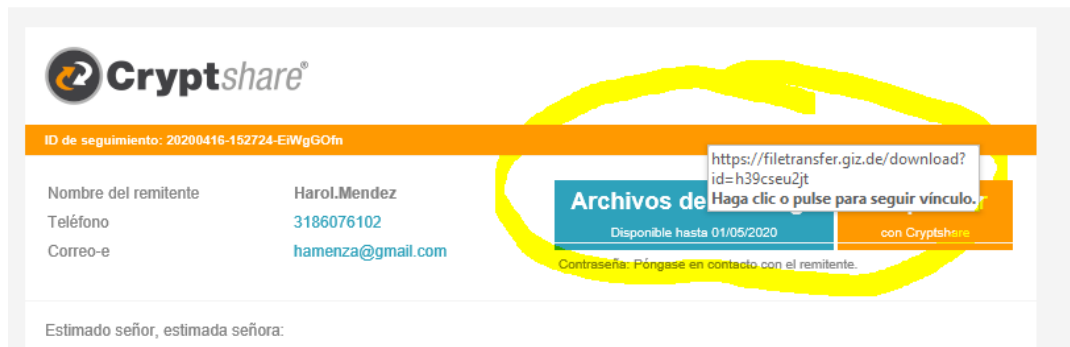 Cryptshare®
ID de seguimiento: 20200416-152724-EiWgGOfn
https://filetransfer.giz.de/download?
id=h39cseu2jt
Haga clic o pulse para seguir vínculo.
Nombre del remitente Harol.Mendez
Archivos de
Teléfono 3186076102
Disponible hasta 01/05/2020 con Cryptshare
Correo-e hamenza@gmail.com
Contraseña: Póngase en contacto con el remitente.
Estimado señor, estimada señora: